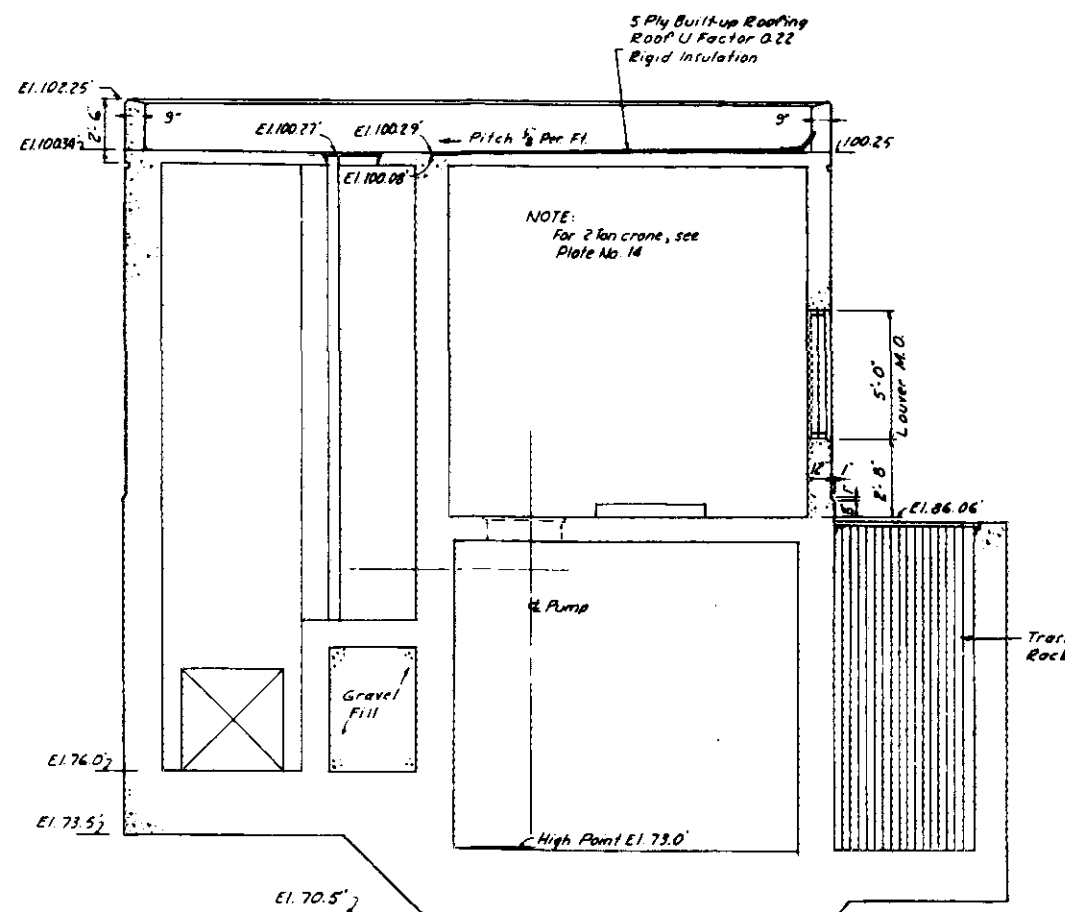 5 Ply Built-up Roofing
Roof U Factor 0.22
Rigid Insulation
El. 102.25'
2'-6"
9"
9"
El. 100.34'
El. 100.27'
El. 100.29'
Pitch 1/8 Per Ft.
100.25
El. 100.08'
NOTE:
For 2 Ton crane, see
Plate No. 14
5'-0"
Louver M.O.
12"
1"
2'-8"
El. 86.06'
℄ Pump
Gravel
Fill
El. 76.0'
El. 73.5'
High Point El. 73.0'
El. 70.5'